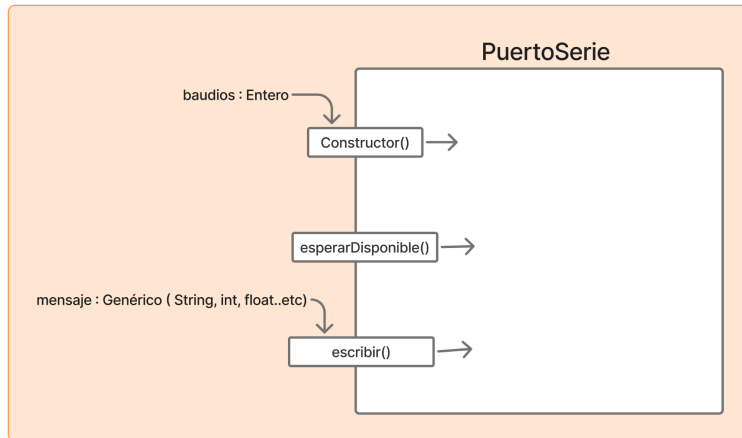 PuertoSerie
baudios : Entero
Constructor()
esperarDisponible()
mensaje : Genérico ( String, int, float..etc)
escribir()